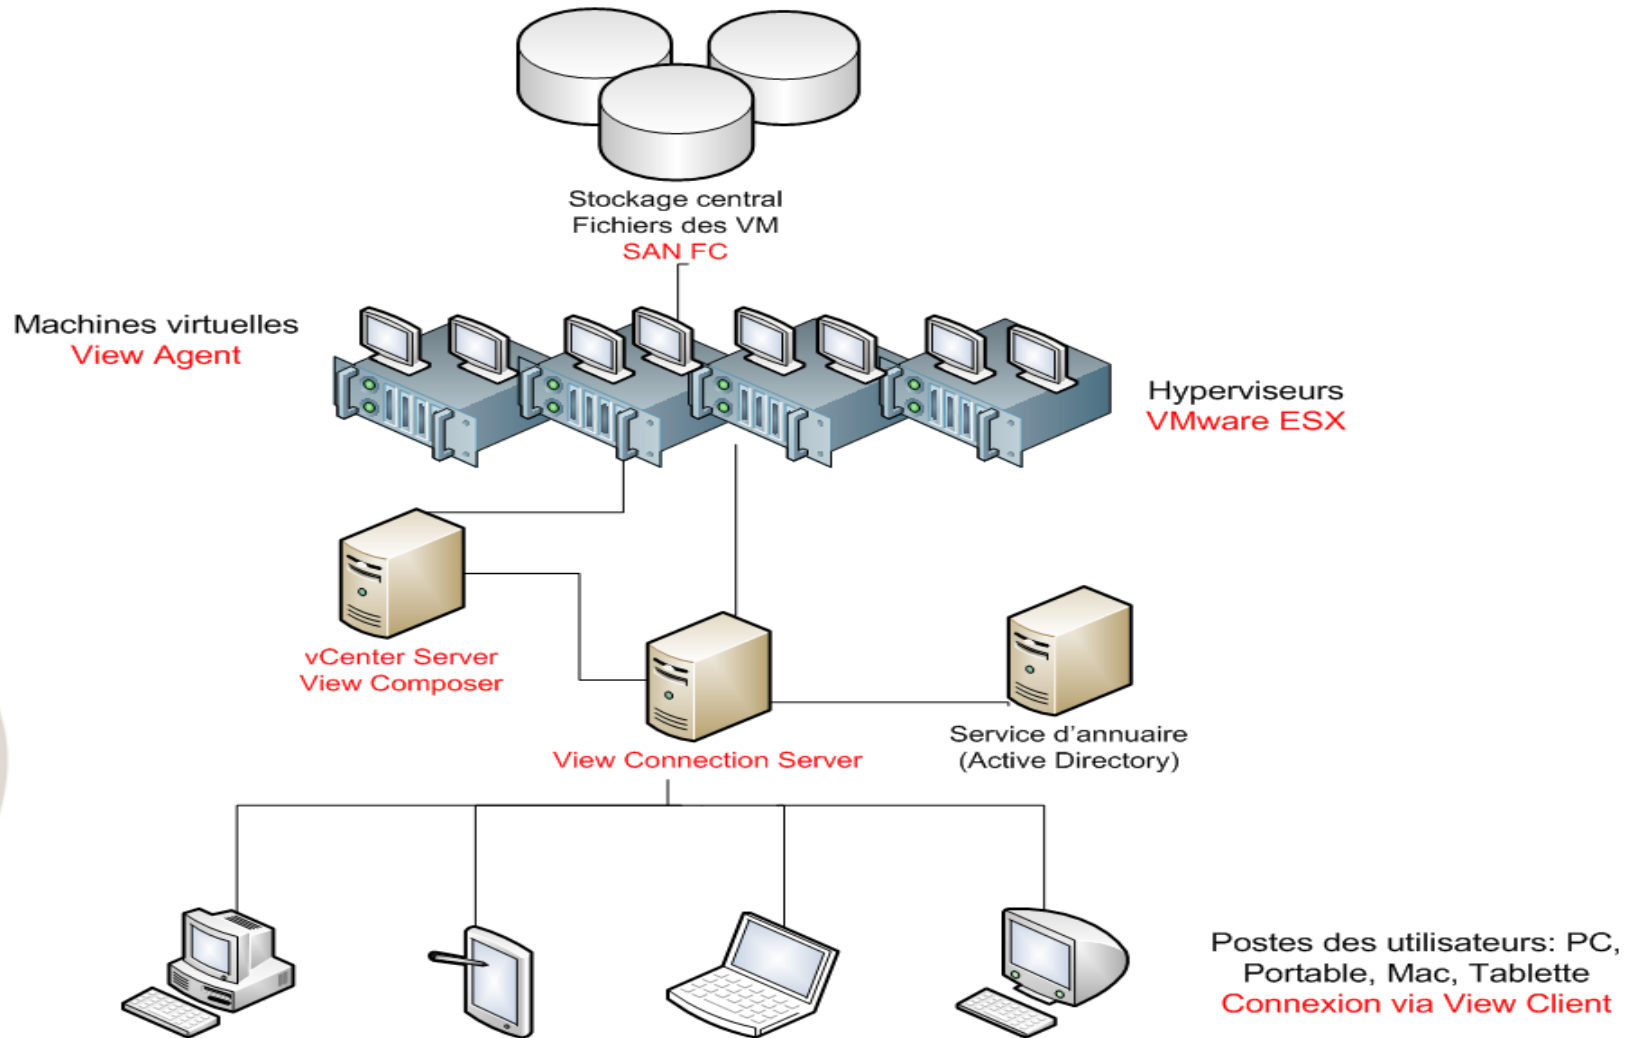 Stockage central
Fichiers des VM
SAN FC
Machines virtuelles
View Agent
Hyperviseurs
VMware ESX
vCenter Server
View Composer
View Connection Server
Service d'annuaire
(Active Directory)
Postes des utilisateurs: PC,
Portable, Mac, Tablette
Connexion via View Client